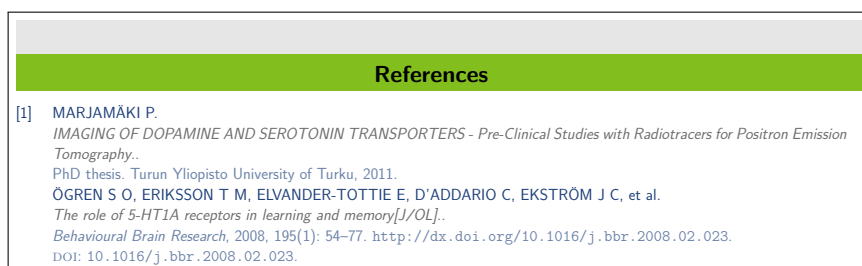 References
[1] MARJAMÄKI P.
IMAGING OF DOPAMINE AND SEROTONIN TRANSPORTERS - Pre-Clinical Studies with Radiotracers for Positron Emission
Tomography..
PhD thesis. Turun Yliopisto University of Turku, 2011.
ÖGREN S O, ERIKSSON T M, ELVANDER-TOTTIE E, D'ADDARIO C, EKSTRÖM J C, et al.
The role of 5-HT1A receptors in learning and memory[J/OL]..
Behavioural Brain Research, 2008, 195(1): 54–77. http://dx.doi.org/10.1016/j.bbr.2008.02.023.
DOI: 10.1016/j.bbr.2008.02.023.